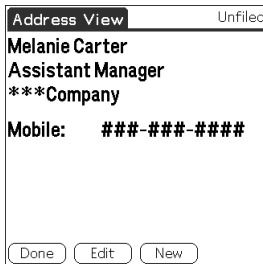 Address View Unfiled
Melanie Carter
Assistant Manager
***Company
Mobile: ###-###-####
Done Edit New